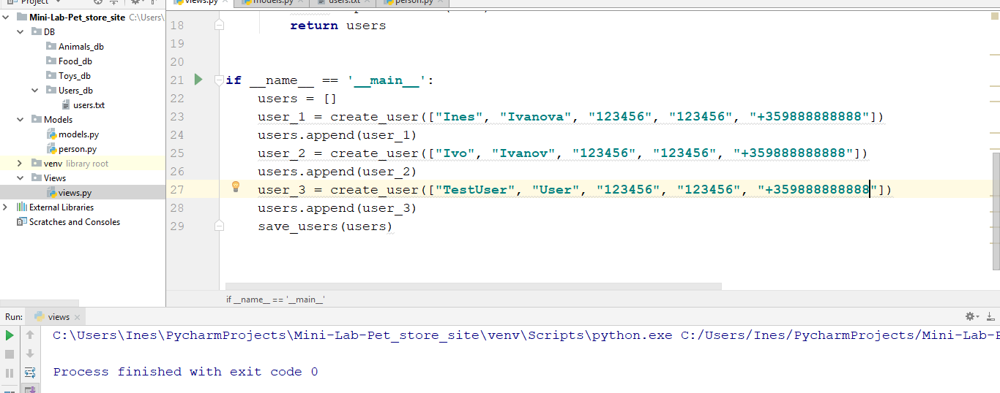 Project
views.py models.py users.txt person.py
Mini-Lab-Pet_store_site C:\Users\
DB
Animals_db
Food_db
Toys_db
Users_db
users.txt
Models
models.py
person.py
venv library root
Views
views.py
External Libraries
Scratches and Consoles
18 return users
19
20
21 if __name__ == '__main__':
22 users = []
23 user_1 = create_user(["Ines", "Ivanova", "123456", "123456", "+359888888888"])
24 users.append(user_1)
25 user_2 = create_user(["Ivo", "Ivanov", "123456", "123456", "+359888888888"])
26 users.append(user_2)
27 user_3 = create_user(["TestUser", "User", "123456", "123456", "+359888888888"])
28 users.append(user_3)
29 save_users(users)
if __name__ == '__main__'
Run: views
C:\Users\Ines\PycharmProjects\Mini-Lab-Pet_store_site\venv\Scripts\python.exe C:/Users/Ines/PycharmProjects/Mini-Lab-P
Process finished with exit code 0